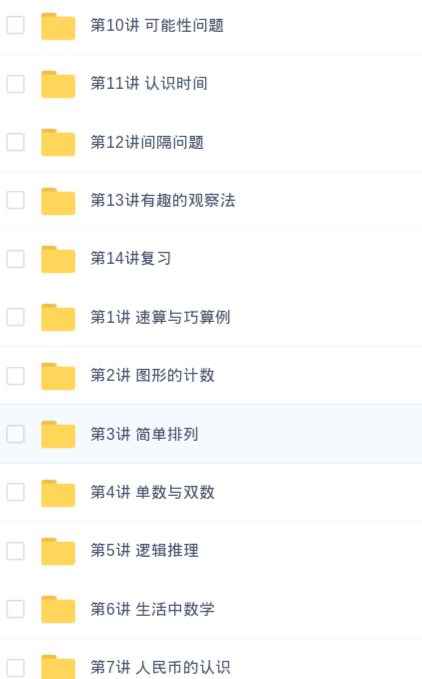 第10讲 可能性问题
第11讲 认识时间
第12讲间隔问题
第13讲有趣的观察法
第14讲复习
第1讲 速算与巧算例
第2讲 图形的计数
第3讲 简单排列
第4讲 单数与双数
第5讲 逻辑推理
第6讲 生活中数学
第7讲 人民币的认识